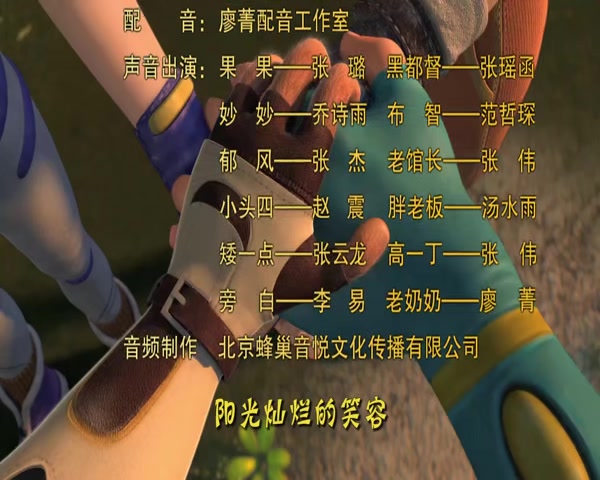 配 音：廖菁配音工作室
声音出演：果 果——张 璐 黑都督——张瑶函
妙 妙——乔诗雨 布 智——范哲琛
郁 风——张 杰 老馆长——张 伟
小头四——赵 震 胖老板——汤水雨
矮一点——张云龙 高一丁——张 伟
旁 白——李 易 老奶奶——廖 菁
音频制作 北京蜂巢音悦文化传播有限公司
阳光灿烂的笑容